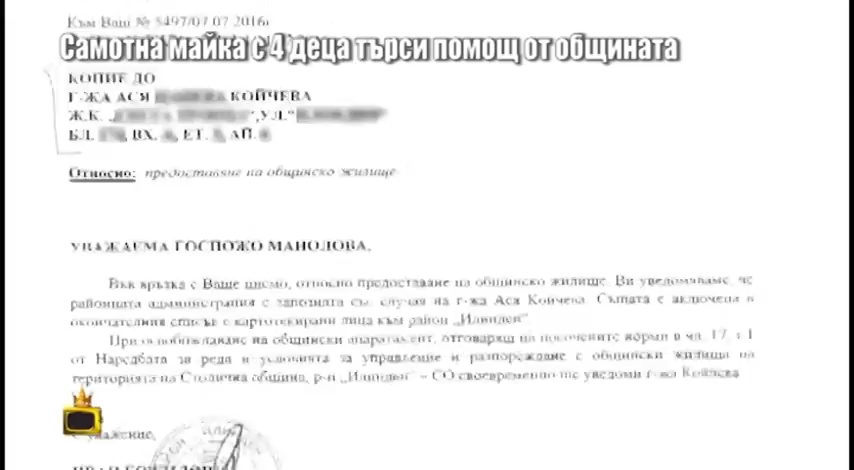 Към Ваш № 5497/07.07.2016г
Самотна майка с 4 деца търси помощ от общината
КОПИЕ ДО
Г-ЖА АСЯ КОЙЧЕВА
Ж.К. УЛ."
БЛ. ВХ. ЕТ. АП.
Относно: предоставяне на общинско жилище
УВАЖАЕМА ГОСПОЖО МАНОЛОВА,
Във връзка с Ваше писмо, относно предоставане на общинско жилище, Ви уведомяваме, че
районната администрация е запозната със случая на г-жа Ася Койчева. Същата е включена в
окончателния списък с картотекирани лица към район „Илинден".
При освобождаване на общински апартамент, отговарящ на посочените норми в чл. 17, т.1
от Наредбата за реда и условията за управление и разпореждане с общински жилища на
територията на Столична община, р-н „Илинден" – СО своевременно ще уведоми г-жа Койчева.
С уважение,